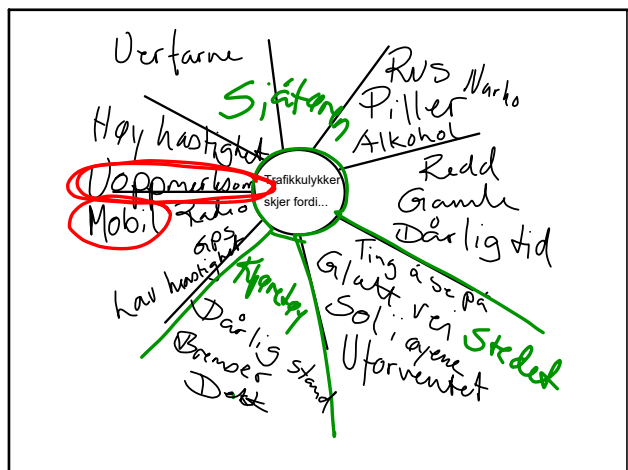 Uerfarne
Sjåføren
Rus Narko
Piller
Alkohol
Høy hastighet
Uoppmerksom
Mobil
Radio
GPS
Lav hastighet
Trafikkulykker
skjer fordi...
Redd
Gamle
Dårlig tid
Ting å se på
Glatt vei
Sol i øynene
Uforventet
Stedet
Kjøretøy
Dårlig stand
Bremser
Dekk